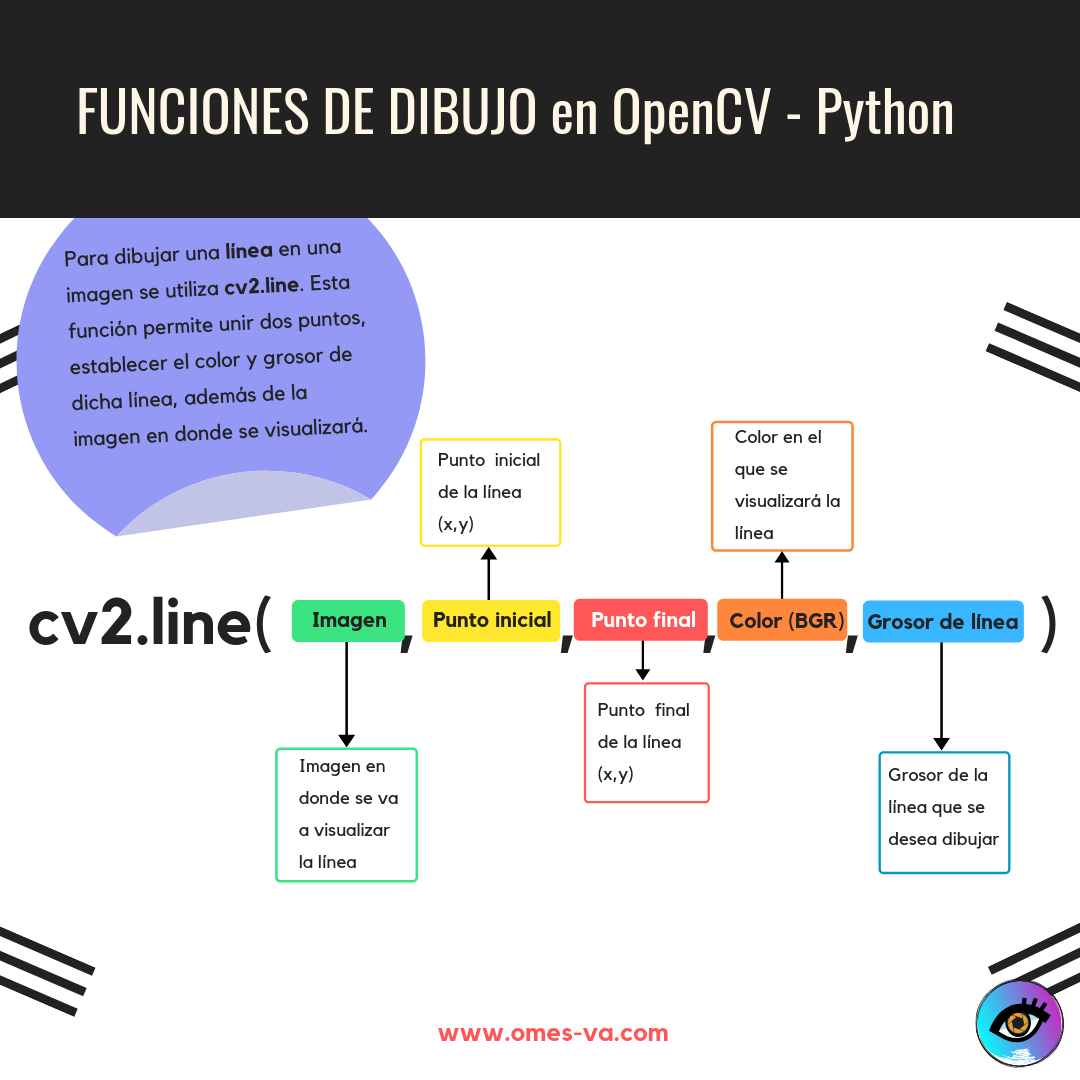 FUNCIONES DE DIBUJO en OpenCV - Python
Para dibujar una línea en una
imagen se utiliza cv2.line. Esta
función permite unir dos puntos,
establecer el color y grosor de
dicha línea, además de la
imagen en donde se visualizará.
Punto inicial
de la línea
(x,y)
Color en el
que se
visualizará la
línea
cv2.line( Imagen , Punto inicial , Punto final , Color (BGR) , Grosor de línea )
Imagen en
donde se va
a visualizar
la línea
Punto final
de la línea
(x,y)
Grosor de la
línea que se
desea dibujar
www.omes-va.com